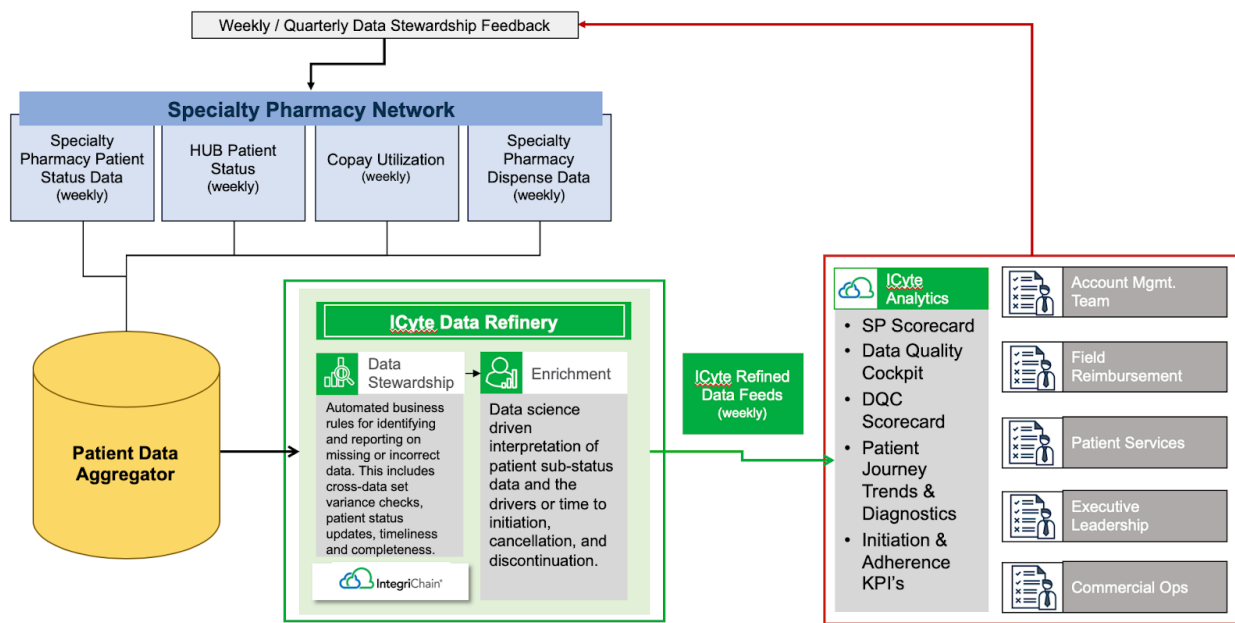 Weekly / Quarterly Data Stewardship Feedback
Specialty Pharmacy Network
Specialty
Pharmacy Patient
Status Data
(weekly)
HUB Patient
Status
(weekly)
Copay Utilization
(weekly)
Specialty
Pharmacy
Dispense Data
(weekly)
Patient Data
Aggregator
ICyte Data Refinery
Data
Stewardship
Automated business
rules for identifying
and reporting on
missing or incorrect
data. This includes
cross-data set
variance checks,
patient status
updates, timeliness
and completeness.
IntegriChain®
Enrichment
Data science
driven
interpretation of
patient sub-status
data and the
drivers or time to
initiation,
cancellation, and
discontinuation.
ICyte Refined
Data Feeds
(weekly)
ICyte
Analytics
• SP Scorecard
• Data Quality
Cockpit
• DQC
Scorecard
• Patient
Journey
Trends &
Diagnostics
• Initiation &
Adherence
KPI's
Account Mgmt.
Team
Field
Reimbursement
Patient Services
Executive
Leadership
Commercial Ops